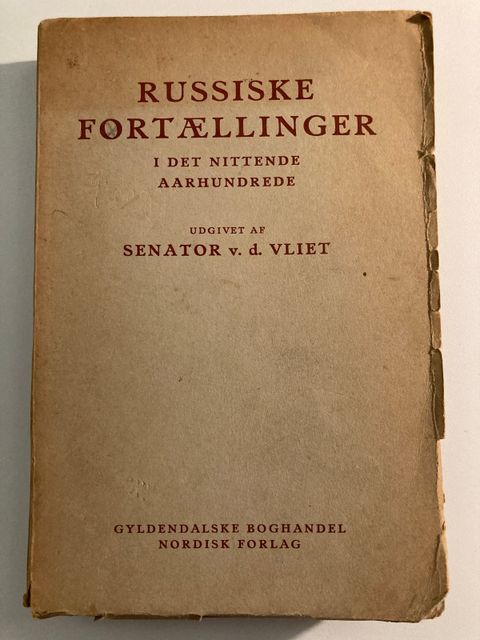 RUSSISKE
FORTÆLLINGER
I DET NITTENDE
AARHUNDREDE
UDGIVET AF
SENATOR v. d. VLIET
GYLDENDALSKE BOGHANDEL
NORDISK FORLAG